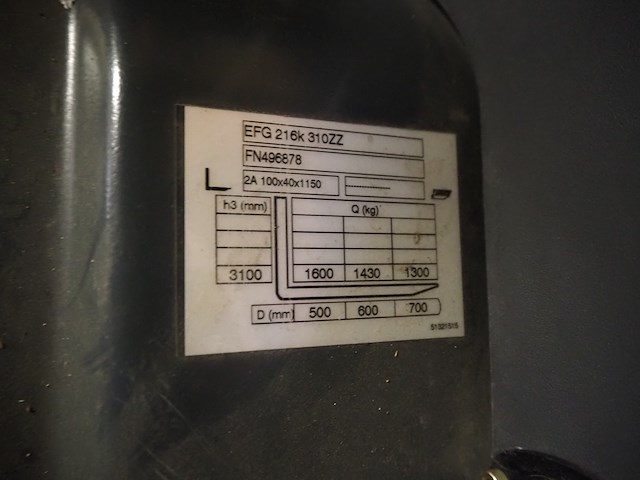 EFG 216k 310ZZ
FN496878
2A 100x40x1150
h3 (mm) Q (kg)
3100 1600 1430 1300
D (mm) 500 600 700
51321515